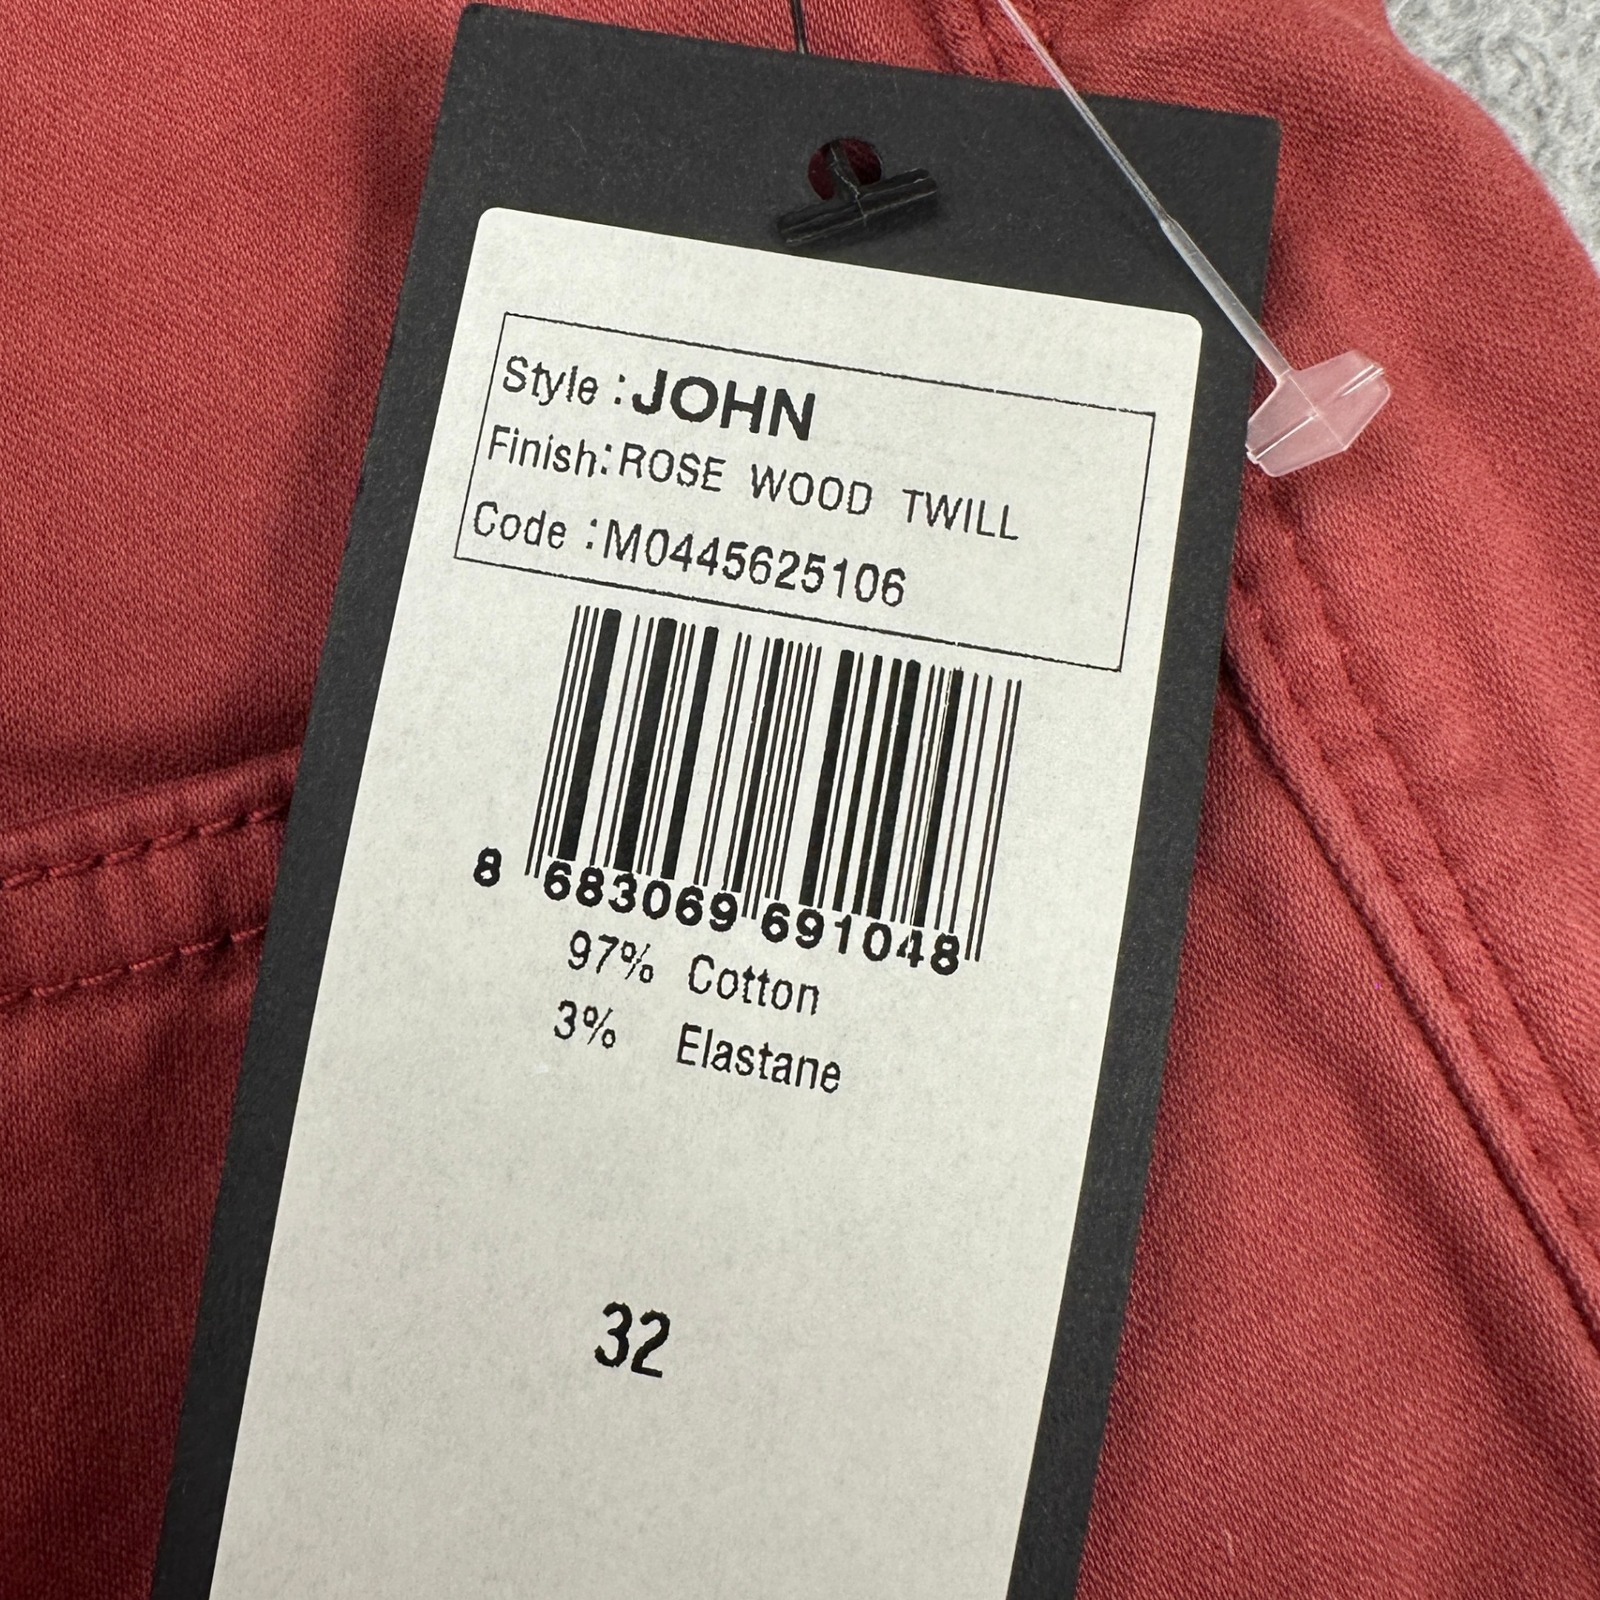 Style :JOHN
Finish:ROSE WOOD TWILL
Code :M0445625106
8 683069 691048
97% Cotton
3% Elastane
32